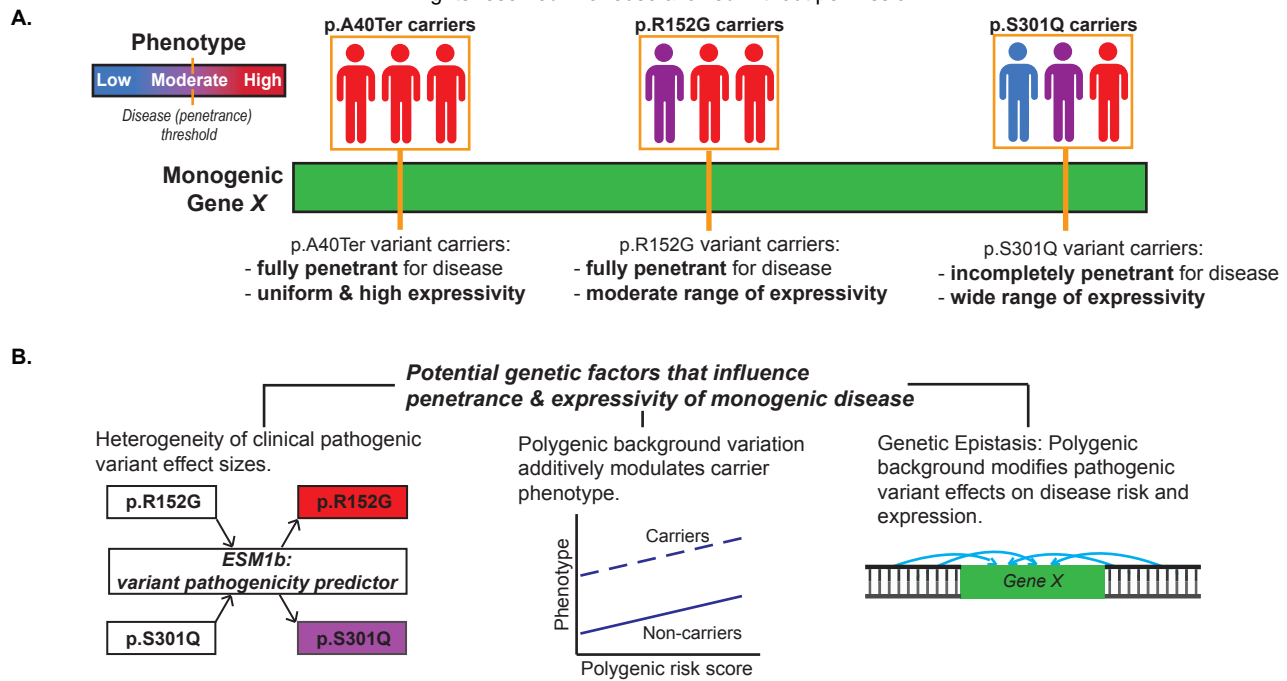 A.
Phenotype
Low Moderate High
Disease (penetrance)
threshold
p.A40Ter carriers
p.R152G carriers
p.S301Q carriers
Monogenic
Gene X
p.A40Ter variant carriers:
- fully penetrant for disease
- uniform & high expressivity
p.R152G variant carriers:
- fully penetrant for disease
- moderate range of expressivity
p.S301Q variant carriers:
- incompletely penetrant for disease
- wide range of expressivity
B.
Potential genetic factors that influence
penetrance & expressivity of monogenic disease
Heterogeneity of clinical pathogenic
variant effect sizes.
p.R152G
p.R152G
ESM1b:
variant pathogenicity predictor
p.S301Q
p.S301Q
Polygenic background variation
additively modulates carrier
phenotype.
Phenotype
Carriers
Non-carriers
Polygenic risk score
Genetic Epistasis: Polygenic
background modifies pathogenic
variant effects on disease risk and
expression.
Gene X